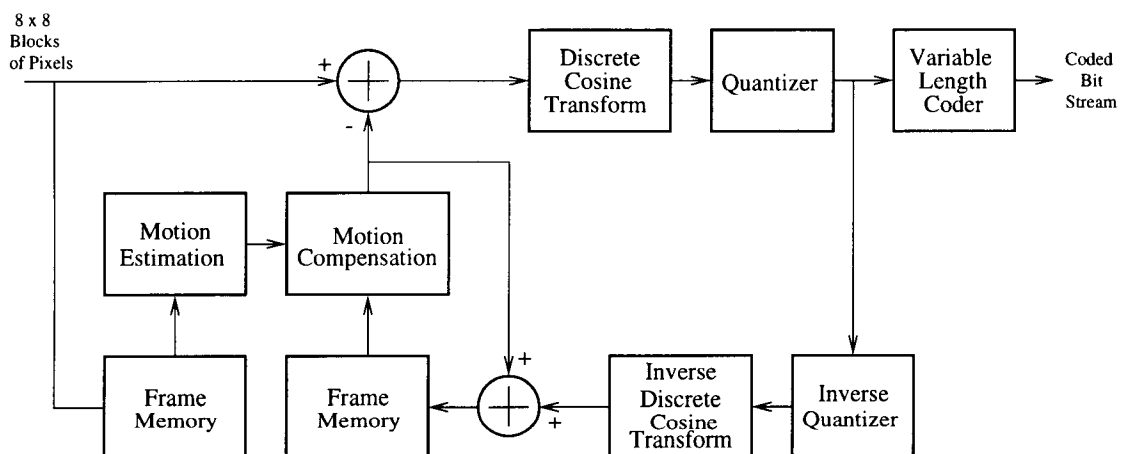 8 x 8
Blocks
of Pixels
+
-
Discrete
Cosine
Transform
Quantizer
Variable
Length
Coder
Coded
Bit
Stream
Motion
Estimation
Motion
Compensation
Frame
Memory
Frame
Memory
+
+
Inverse
Discrete
Cosine
Transform
Inverse
Quantizer